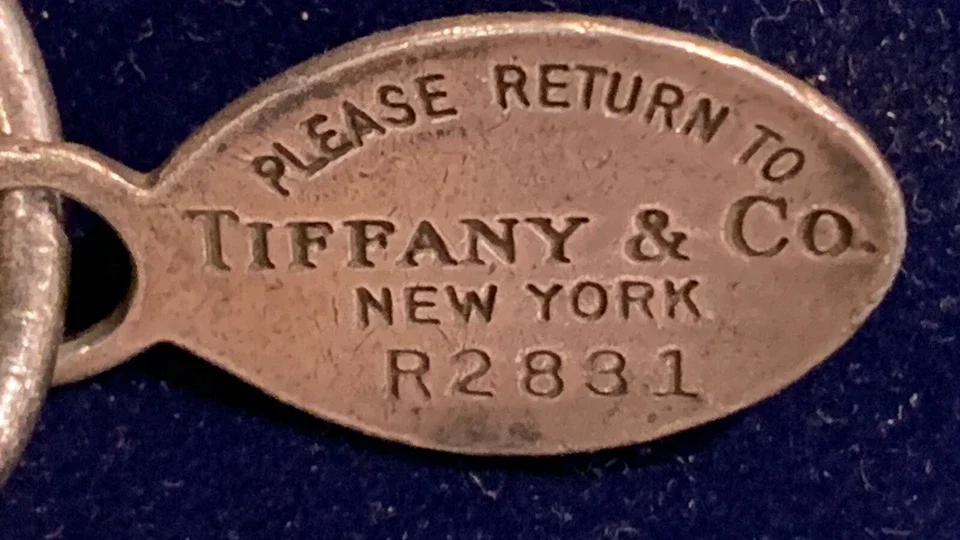 PLEASE RETURN TO
TIFFANY & CO.
NEW YORK
R2831